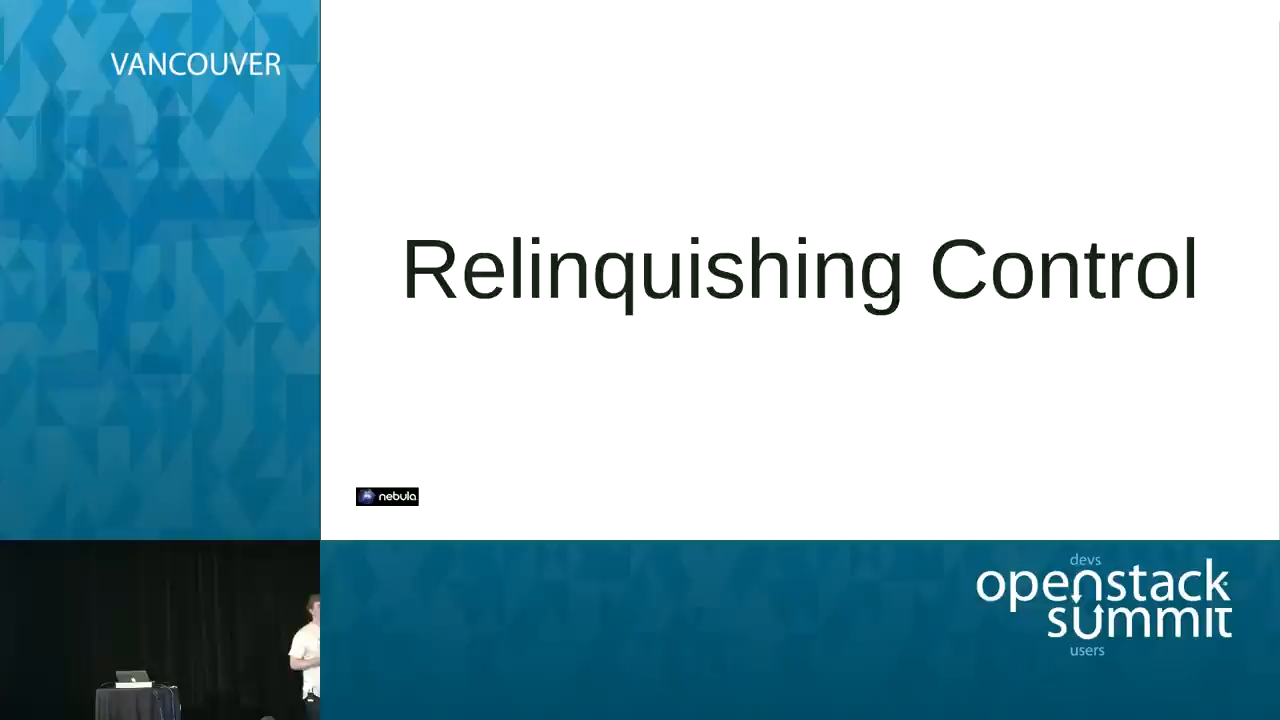 VANCOUVER
Relinquishing Control
nebula
devs
openstack
summit
users